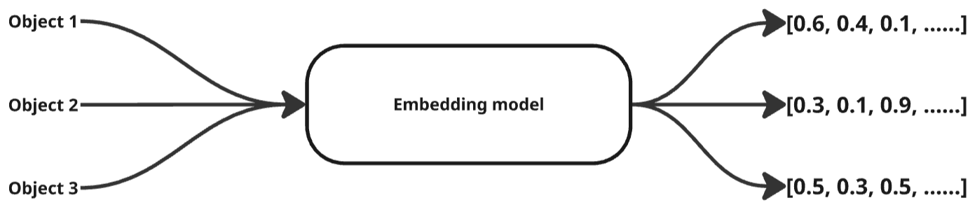 Object 1
[0.6, 0.4, 0.1, ......]
Object 2
Embedding model
[0.3, 0.1, 0.9, ......]
Object 3
[0.5, 0.3, 0.5, ......]